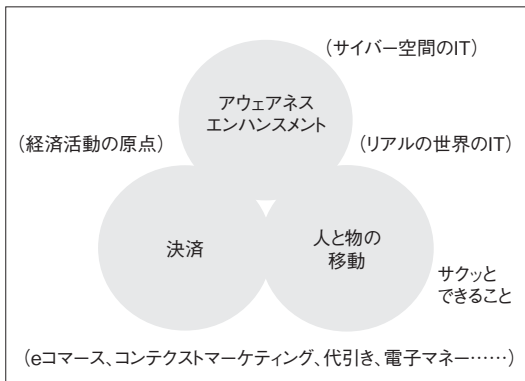 （サイバー空間のIT）
アウェアネス
エンハンスメント
（経済活動の原点）
（リアルの世界のIT）
決済
人と物の
移動
サクッと
できること
（eコマース、コンテクストマーケティング、代引き、電子マネー……）